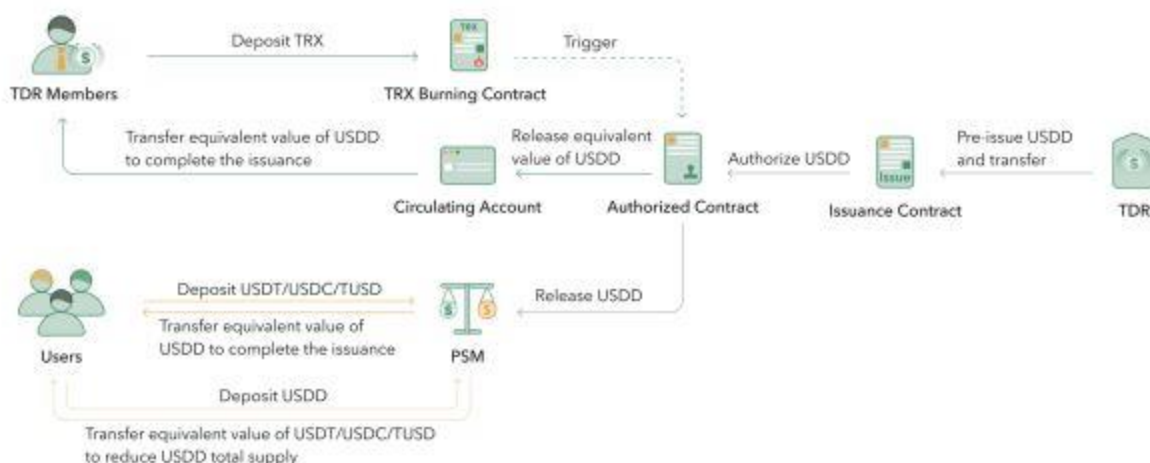 Deposit TRX
TRX
Trigger
TDR Members
TRX Burning Contract
Transfer equivalent value of USDD
to complete the issuance
Release equivalent
value of USDD
Authorize USDD
Pre-issue USDD
and transfer
Issue
$
Circulating Account
Authorized Contract
Issuance Contract
TDR
Deposit USDT/USDC/TUSD
Release USDD
Transfer equivalent value of
USDD to complete the issuance
Users
PSM
Deposit USDD
Transfer equivalent value of USDT/USDC/TUSD
to reduce USDD total supply